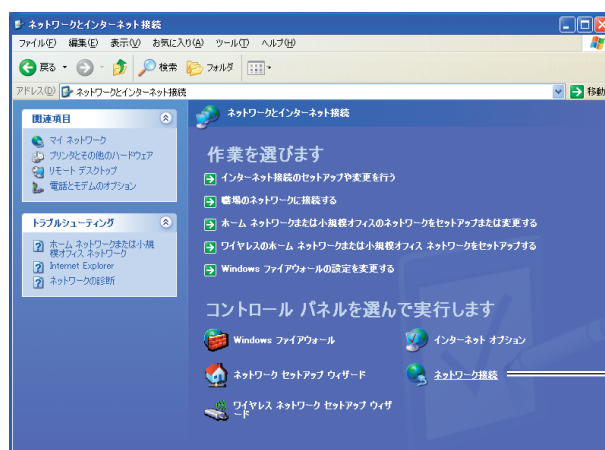 ネットワークとインターネット接続
ファイル(F) 編集(E) 表示(V) お気に入り(A) ツール(T) ヘルプ(H)
戻る 検索 フォルダ
アドレス(D) ネットワークとインターネット接続 移動
関連項目
マイ ネットワーク
プリンタとその他のハードウェア
リモート デスクトップ
電話とモデムのオプション
トラブルシューティング
ホーム ネットワークまたは小規
模オフィス ネットワーク
Internet Explorer
ネットワークの診断
ネットワークとインターネット接続
作業を選びます
インターネット接続のセットアップや変更を行う
職場のネットワークに接続する
ホーム ネットワークまたは小規模オフィスのネットワークをセットアップまたは変更する
ワイヤレスのホーム ネットワークまたは小規模オフィス ネットワークをセットアップする
Windows ファイアウォールの設定を変更する
コントロール パネルを選んで実行します
Windows ファイアウォール
インターネット オプション
ネットワーク セットアップ ウィザード
ネットワーク接続
ワイヤレス ネットワーク セットアップ ウィザ
ード